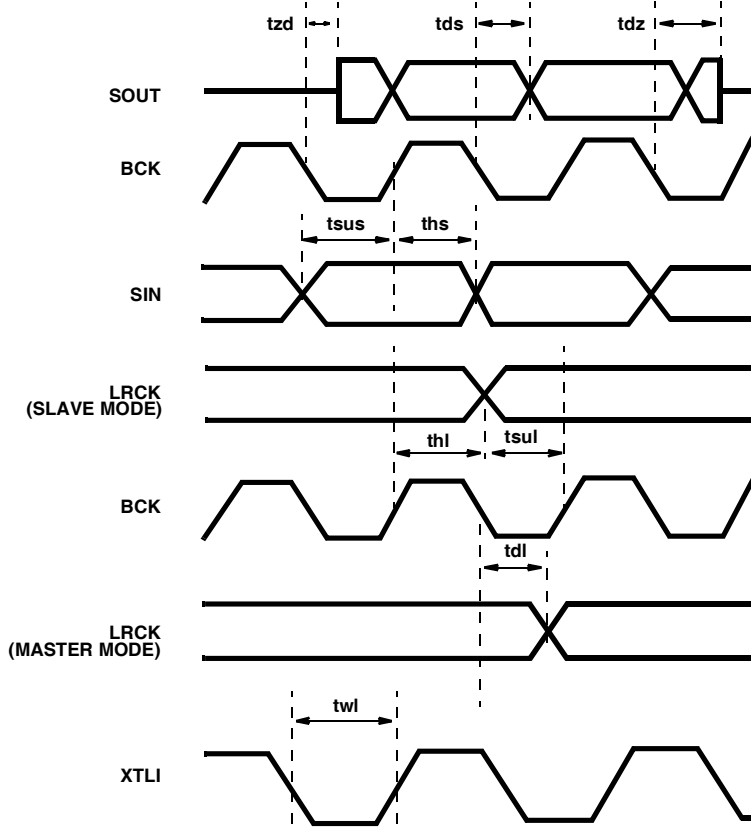 tzd tds tdz
SOUT
BCK
tsus ths
SIN
LRCK
(SLAVE MODE)
thl tsul
BCK
tdl
LRCK
(MASTER MODE)
twl
XTLI